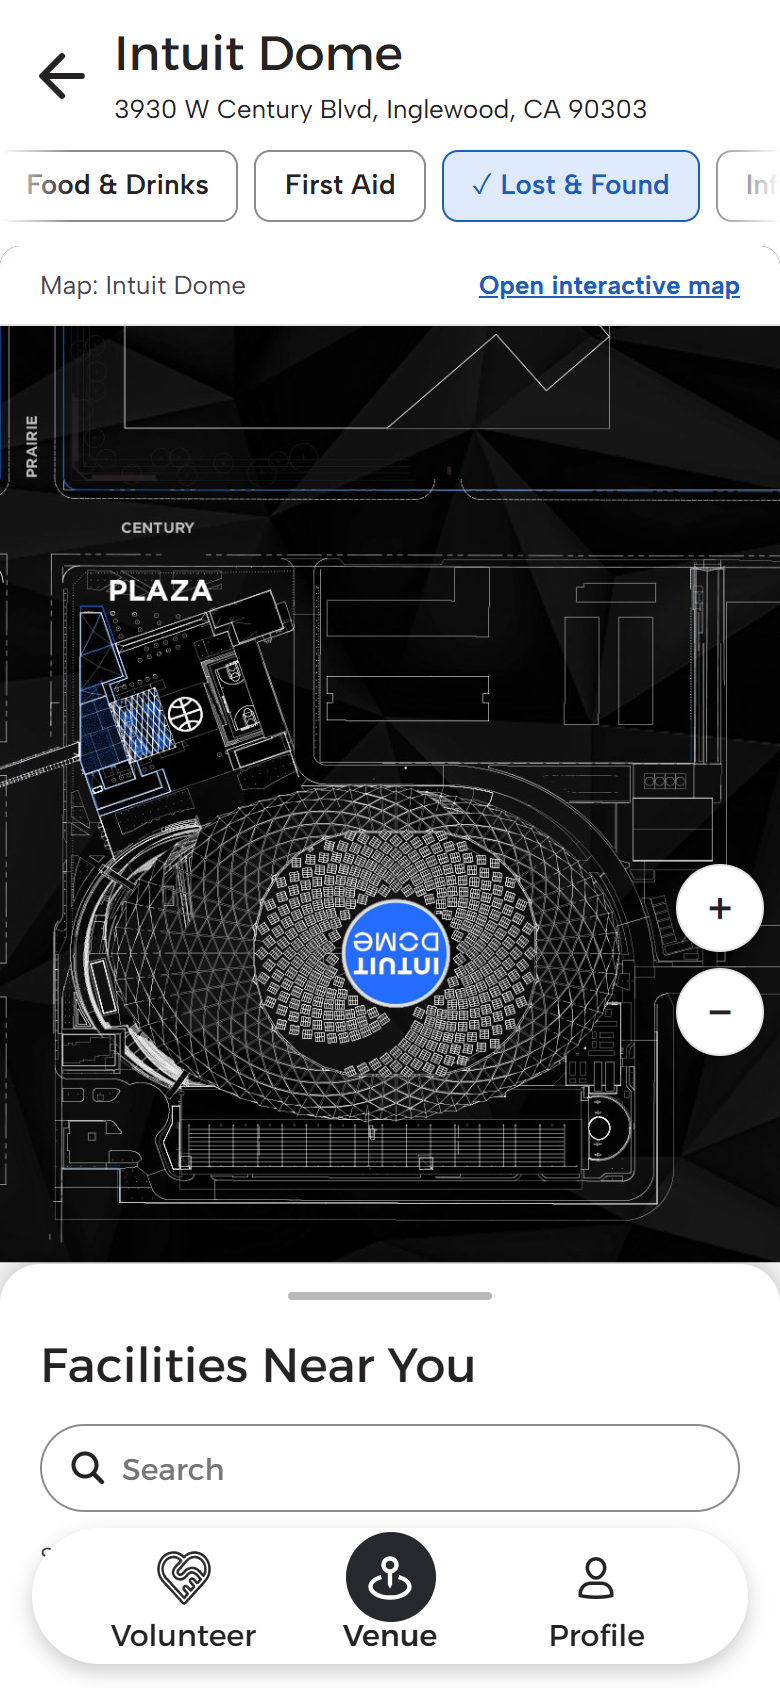 Intuit Dome
3930 W Century Blvd, Inglewood, CA 90303
Food & Drinks
First Aid
✓ Lost & Found
Map: Intuit Dome
Open interactive map
PRAIRIE
CENTURY
PLAZA
INTUIT
DOME
+
−
Facilities Near You
Search
Volunteer
Venue
Profile